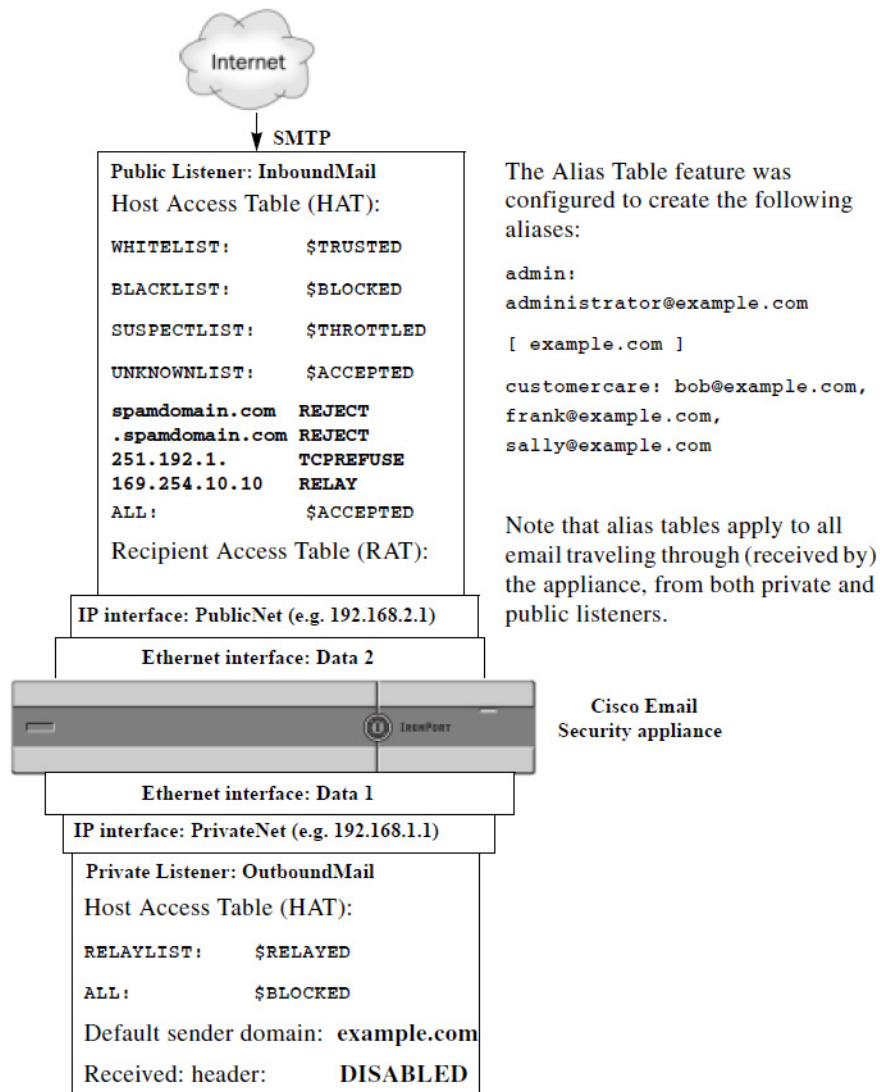 Internet
SMTP
Public Listener: InboundMail
Host Access Table (HAT):
WHITELIST: $TRUSTED
BLACKLIST: $BLOCKED
SUSPECTLIST: $THROTTLED
UNKNOWNLIST: $ACCEPTED
spamdomain.com REJECT
.spamdomain.com REJECT
251.192.1. TCPREFUSE
169.254.10.10 RELAY
ALL: $ACCEPTED
Recipient Access Table (RAT):
IP interface: PublicNet (e.g. 192.168.2.1)
Ethernet interface: Data 2
The Alias Table feature was
configured to create the following
aliases:
admin:
administrator@example.com
[ example.com ]
customercare: bob@example.com,
frank@example.com,
sally@example.com
Note that alias tables apply to all
email traveling through (received by)
the appliance, from both private and
public listeners.
IRONPORT
Cisco Email
Security appliance
Ethernet interface: Data 1
IP interface: PrivateNet (e.g. 192.168.1.1)
Private Listener: OutboundMail
Host Access Table (HAT):
RELAYLIST: $RELAYED
ALL: $BLOCKED
Default sender domain: example.com
Received: header: DISABLED